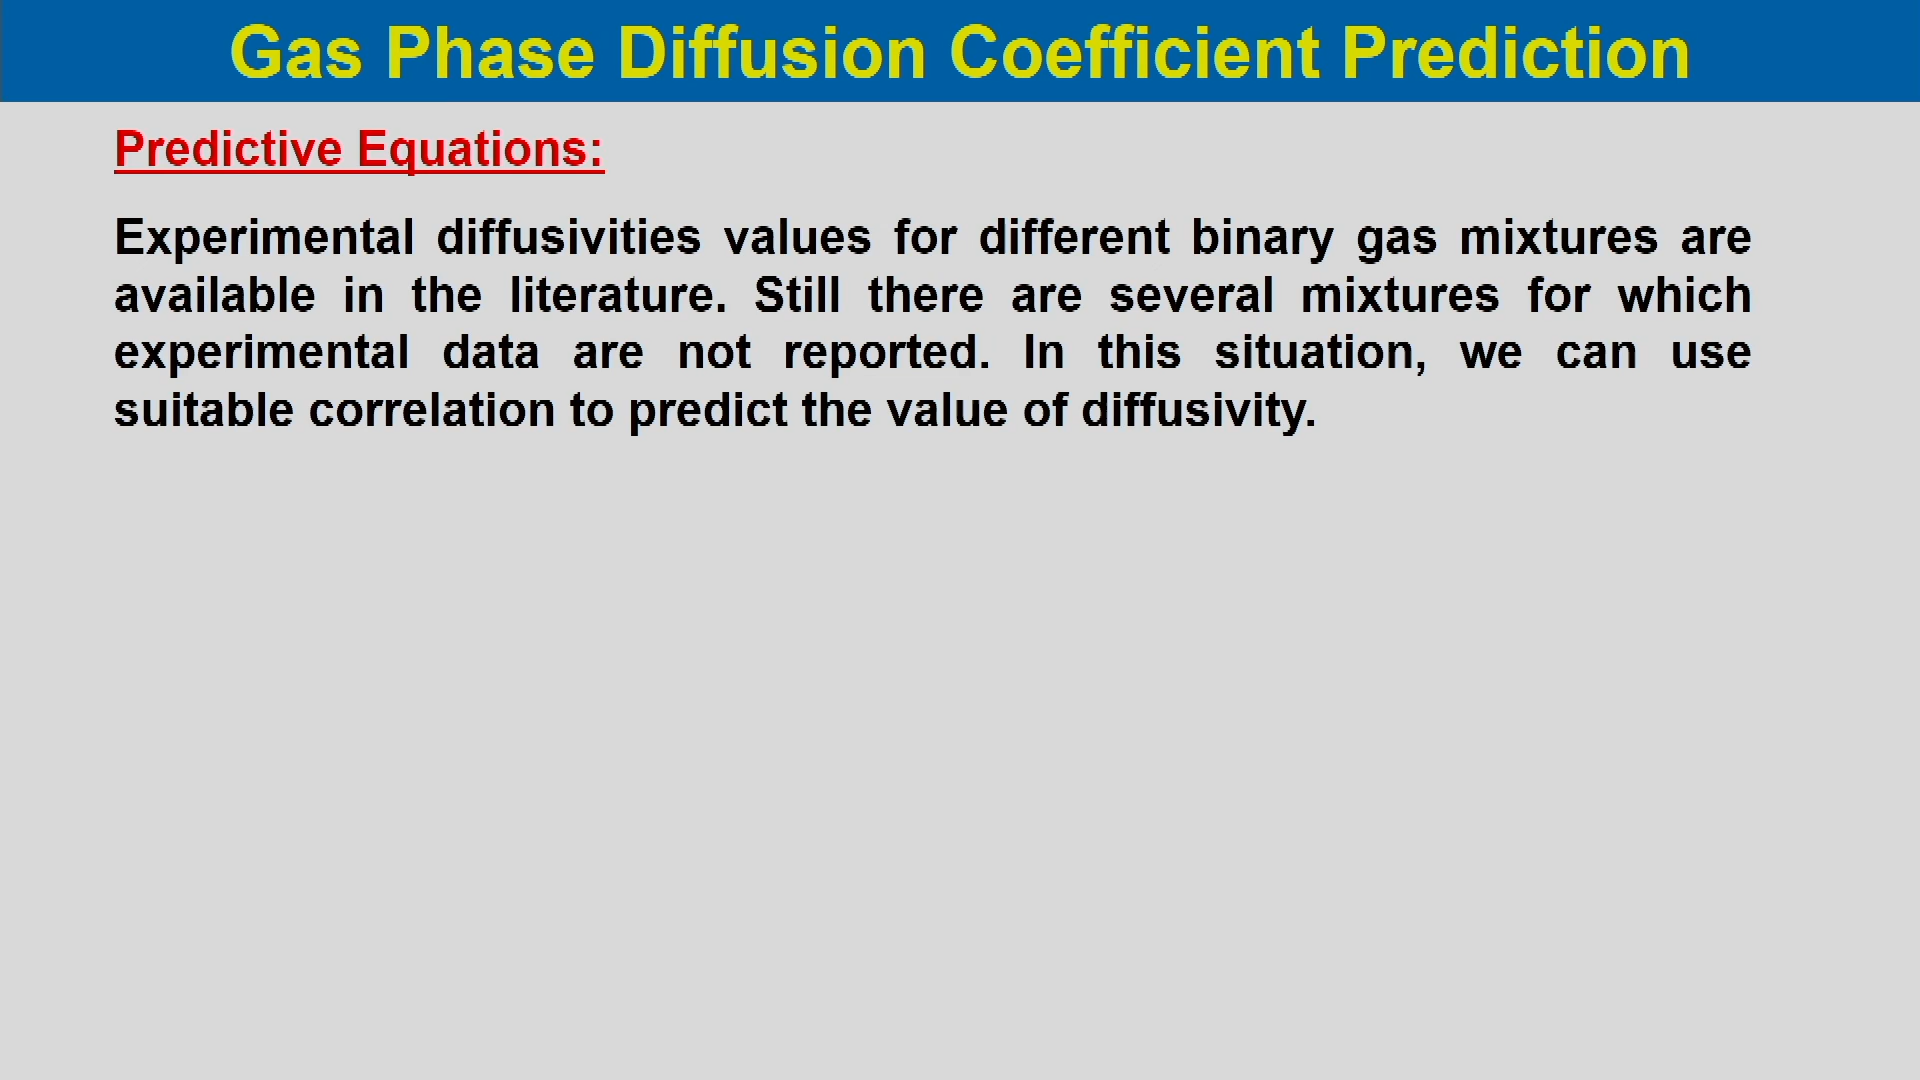 Gas Phase Diffusion Coefficient Prediction
Predictive Equations:
Experimental diffusivities values for different binary gas mixtures are
available in the literature. Still there are several mixtures for which
experimental data are not reported. In this situation, we can use
suitable correlation to predict the value of diffusivity.